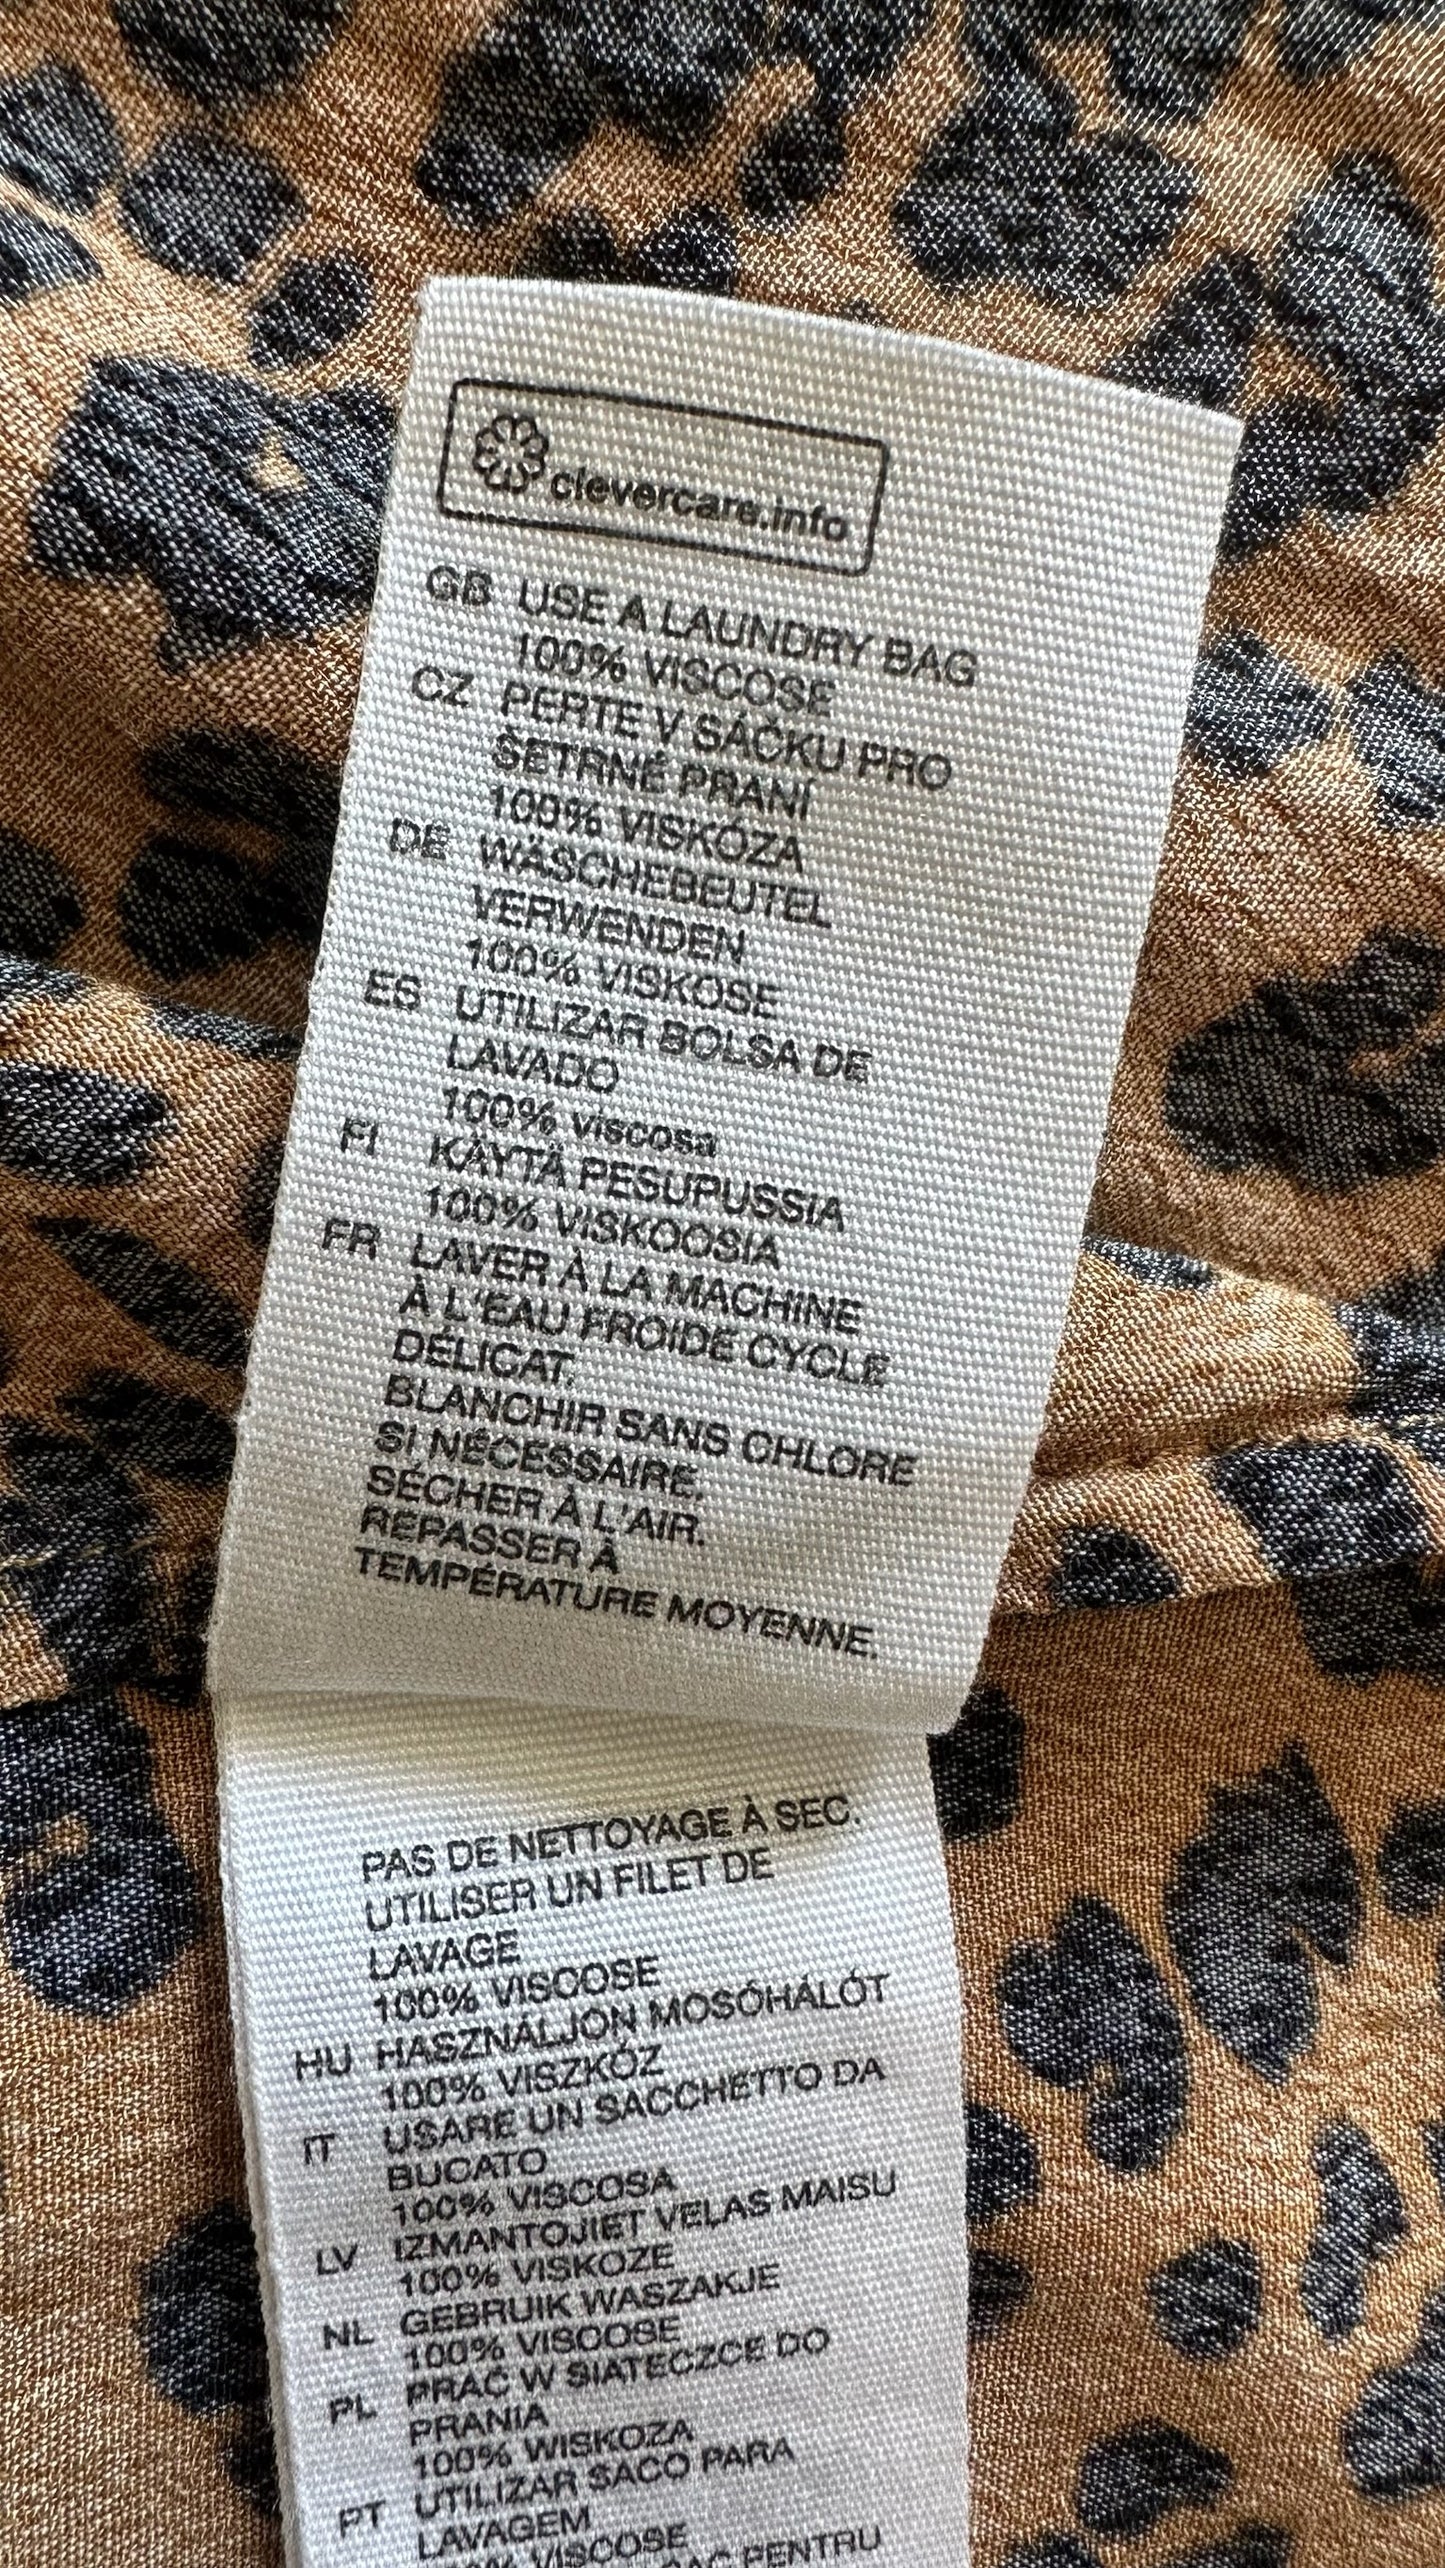 clevercare.info
GB USE A LAUNDRY BAG
100% VISCOSE
CZ PERTE V SÁČKU PRO
ŠETRNÉ PRANÍ
100% VISKÓZA
DE WÄSCHEBEUTEL
VERWENDEN
100% VISKOSE
ES UTILIZAR BOLSA DE
LAVADO
100% viscosa
FI KÄYTÄ PESUPUSSIA
100% VISKOOSIA
FR LAVER À LA MACHINE
À L'EAU FROIDE CYCLE
DÉLICAT.
BLANCHIR SANS CHLORE
SI NÉCESSAIRE.
SÉCHER À L'AIR.
REPASSER À
TEMPÉRATURE MOYENNE.
PAS DE NETTOYAGE À SEC.
UTILISER UN FILET DE
LAVAGE
100% VISCOSE
HU HASZNÁLJON MOSÓHÁLÓT
100% VISZKÓZ
IT USARE UN SACCHETTO DA
BUCATO
100% VISCOSA
LV IZMANTOJIET VELAS MAISU
100% VISKOZE
NL GEBRUIK WASZAKJE
100% VISCOSE
PL PRAĆ W SIATECZCE DO
PRANIA
100% WISKOZA
PT UTILIZAR SACO PARA
LAVAGEM
100% VISCOSE
SAC PENTRU